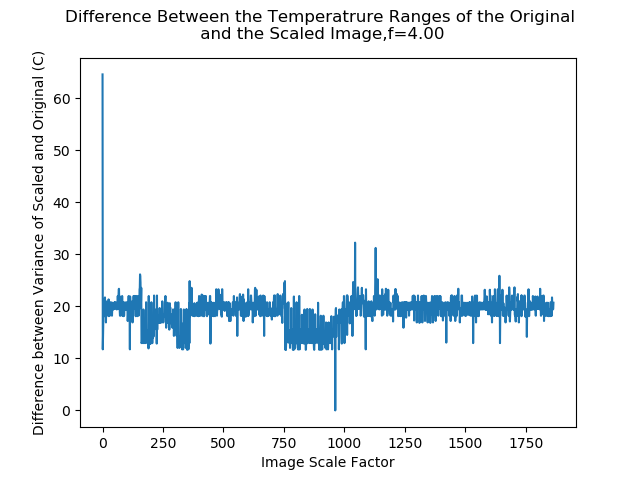 Difference Between the Temperatrure Ranges of the Original
and the Scaled Image,f=4.00
Difference between Variance of Scaled and Original (C)
60
50
40
30
20
10
0
0 250 500 750 1000 1250 1500 1750
Image Scale Factor